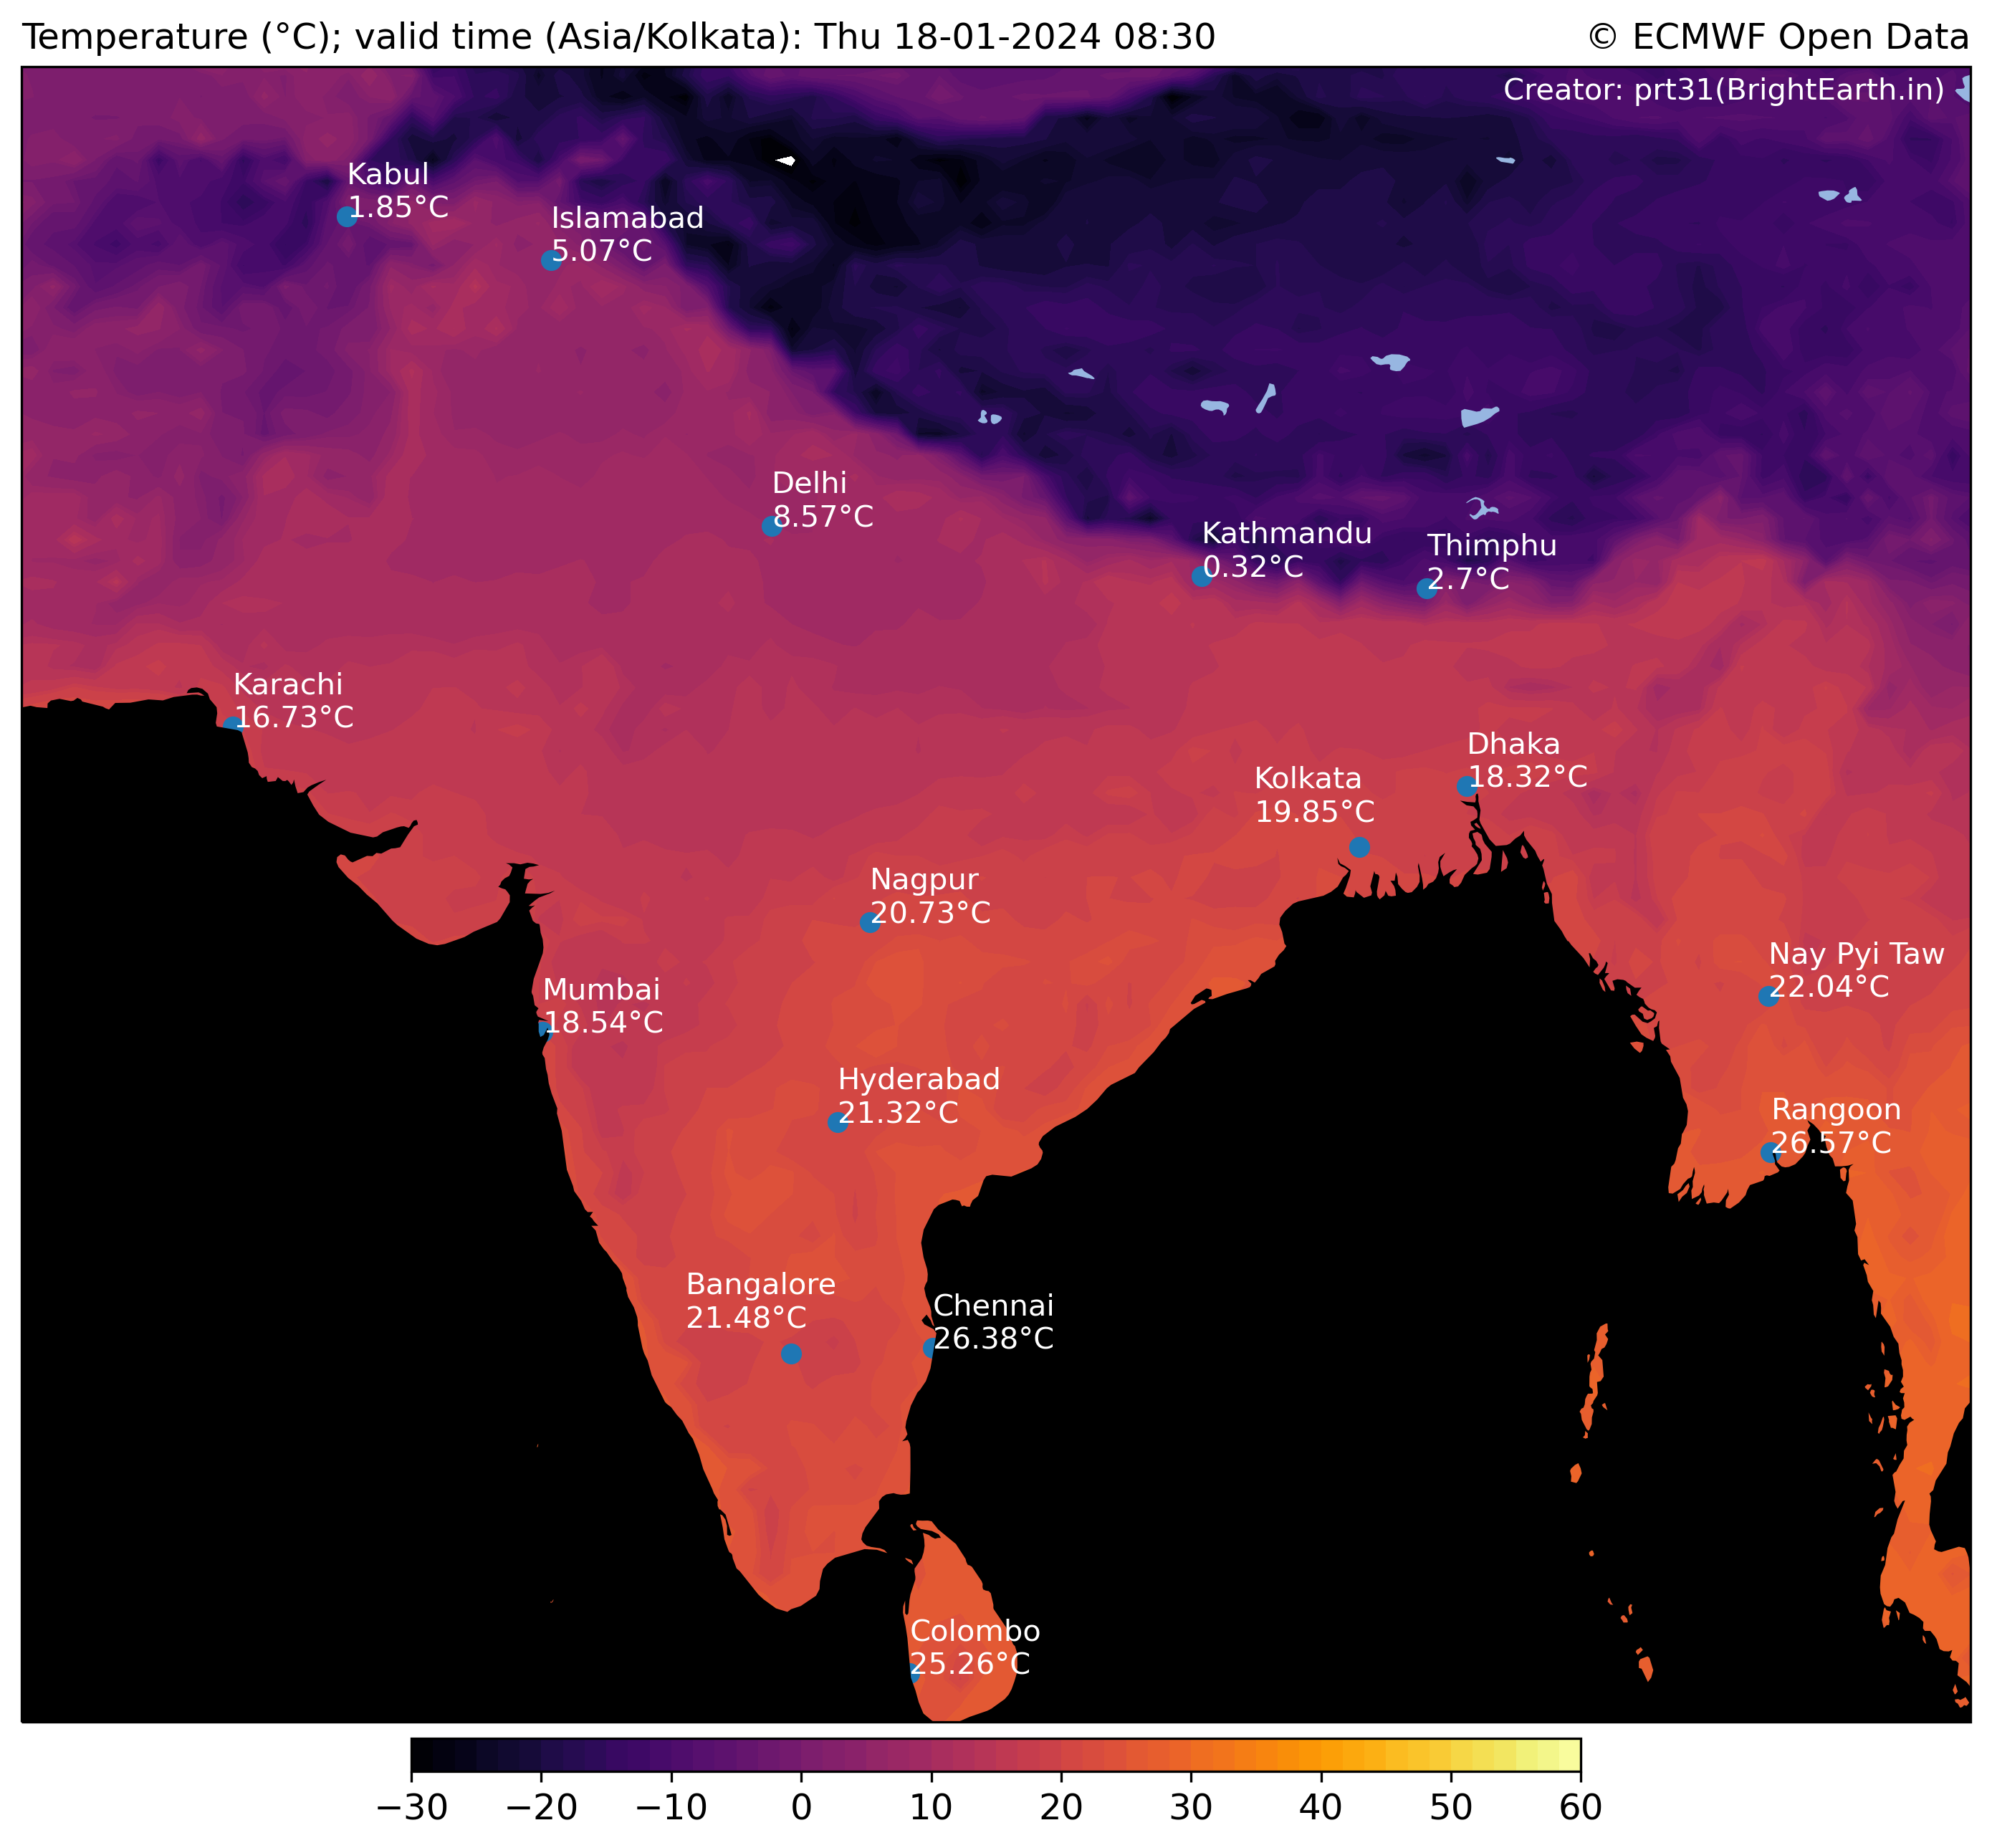 Temperature (°C); valid time (Asia/Kolkata): Thu 18-01-2024 08:30
© ECMWF Open Data
Creator: prt31(BrightEarth.in)
Kabul
1.85°C
Islamabad
5.07°C
Delhi
8.57°C
Kathmandu
0.32°C
Thimphu
2.7°C
Karachi
16.73°C
Dhaka
18.32°C
Kolkata
19.85°C
Nagpur
20.73°C
Nay Pyi Taw
22.04°C
Mumbai
18.54°C
Hyderabad
21.32°C
Rangoon
26.57°C
Bangalore
21.48°C
Chennai
26.38°C
Colombo
25.26°C
−30 −20 −10 0 10 20 30 40 50 60